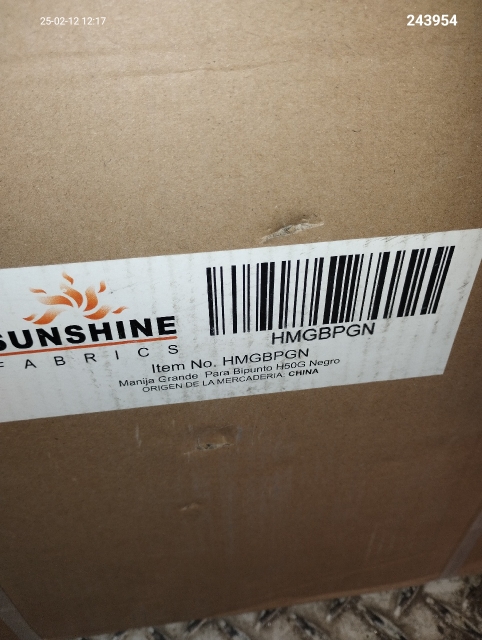 25-02-12 12:17
243954
SUNSHINE
FABRICS
HMGBPGN
Item No. HMGBPGN
Manija Grande Para Bipunto H50G Negro
ORIGEN DE LA MERCADERIA: CHINA